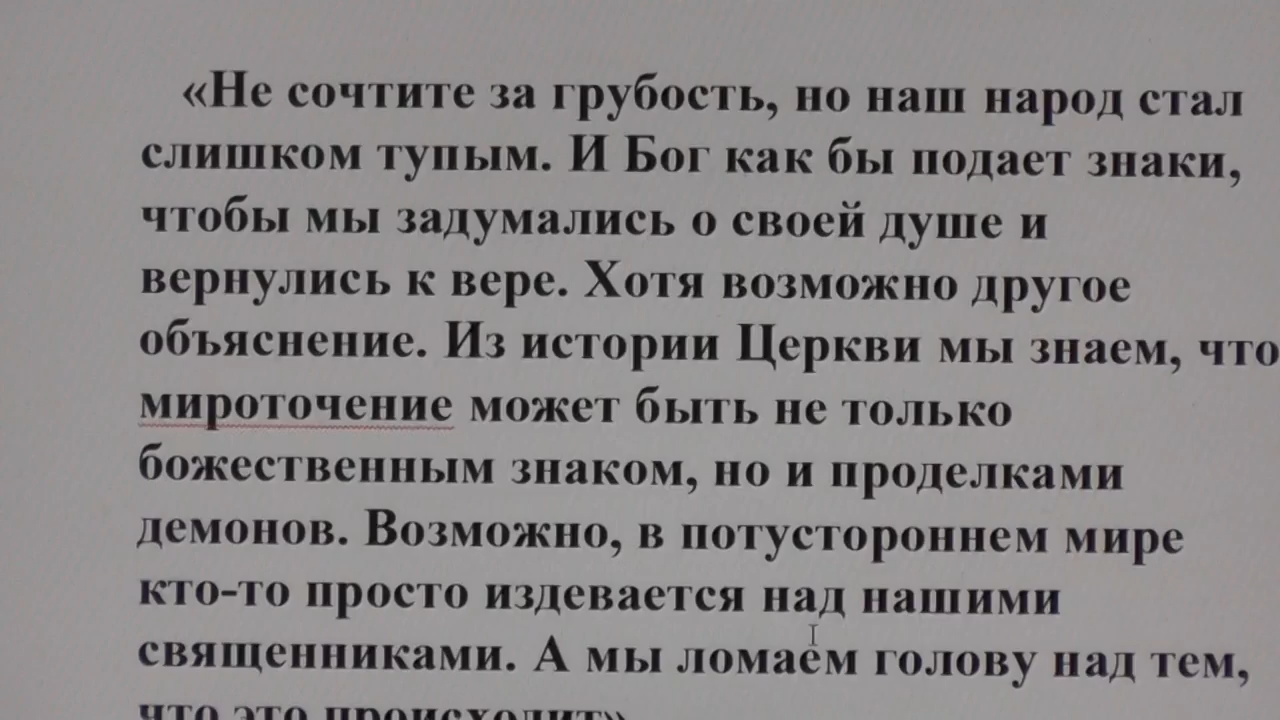 «Не сочтите за грубость, но наш народ стал
слишком тупым. И Бог как бы подает знаки,
чтобы мы задумались о своей душе и
вернулись к вере. Хотя возможно другое
объяснение. Из истории Церкви мы знаем, что
мироточение может быть не только
божественным знаком, но и проделками
демонов. Возможно, в потустороннем мире
кто-то просто издевается над нашими
священниками. А мы ломаем голову над тем,
что это происходит»